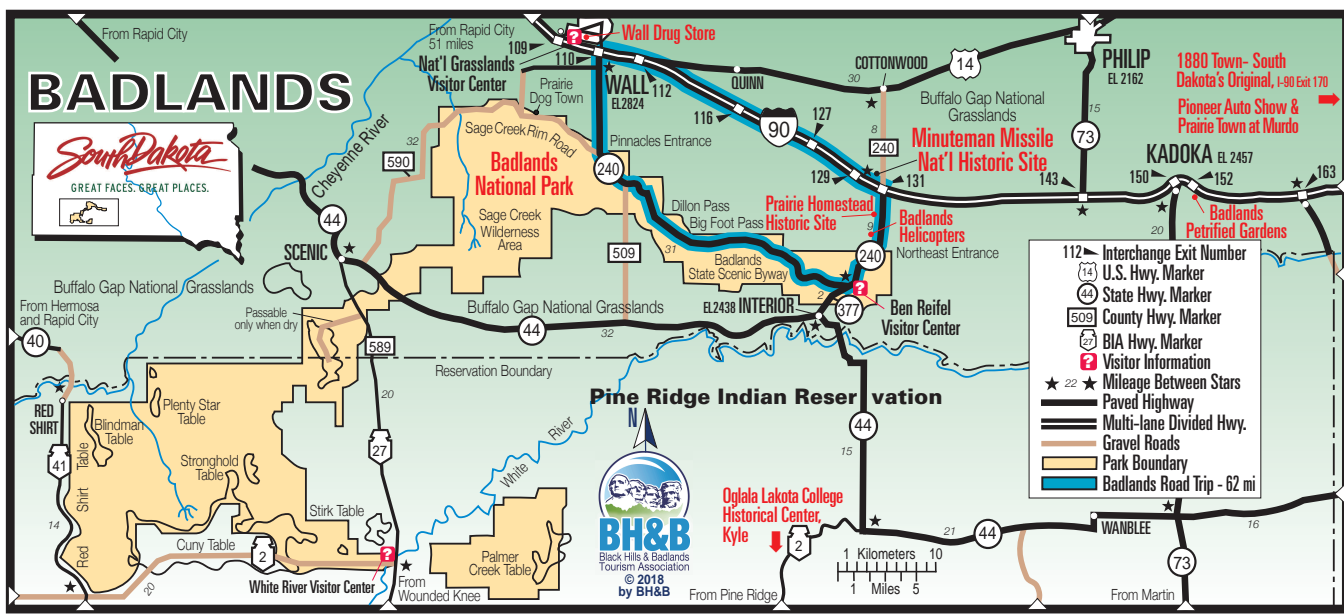 From Rapid City
BADLANDS
South Dakota
GREAT FACES. GREAT PLACES.
From Rapid City
51 miles
109
Nat'l Grasslands
Visitor Center
110
Wall Drug Store
WALL
EL2824
112
Prairie
Dog Town
QUINN
116
90
127
COTTONWOOD
30
14
Buffalo Gap National
Grasslands
8
240
PHILIP
EL 2162
15
73
1880 Town- South
Dakota's Original, I-90 Exit 170
Pioneer Auto Show &
Prairie Town at Murdo
Minuteman Missile
Nat'l Historic Site
129
131
143
KADOKA EL 2457
150
152
163
Badlands
Petrified Gardens
20
Cheyenne River
32
590
Sage Creek Rim Road
Pinnacles Entrance
240
Badlands
National Park
Sage Creek
Wilderness
Area
Dillon Pass
Big Foot Pass
31
509
Badlands
State Scenic Byway
Prairie Homestead
Historic Site
9
Badlands
Helicopters
240
Northeast Entrance
2
377
Ben Reifel
Visitor Center
EL2438 INTERIOR
44
SCENIC
Buffalo Gap National Grasslands
Buffalo Gap National Grasslands
44
32
From Hermosa
and Rapid City
40
Passable
only when dry
589
Reservation Boundary
20
RED
SHIRT
41
14
Red Shirt Table
Blindman
Table
Plenty Star
Table
Stronghold
Table
27
Stirk Table
Cuny Table
2
20
White River Visitor Center
From
Wounded Knee
White River
Palmer
Creek Table
Pine Ridge Indian Reser vation
N
BH&B
Black Hills & Badlands
Tourism Association
© 2018
by BH&B
44
15
Oglala Lakota College
Historical Center,
Kyle
2
From Pine Ridge
1 Kilometers 10
1 Miles 5
21
44
WANBLEE
16
73
From Martin
112 Interchange Exit Number
14 U.S. Hwy. Marker
44 State Hwy. Marker
509 County Hwy. Marker
27 BIA Hwy. Marker
? Visitor Information
★ 22 ★ Mileage Between Stars
Paved Highway
Multi-lane Divided Hwy.
Gravel Roads
Park Boundary
Badlands Road Trip - 62 mi